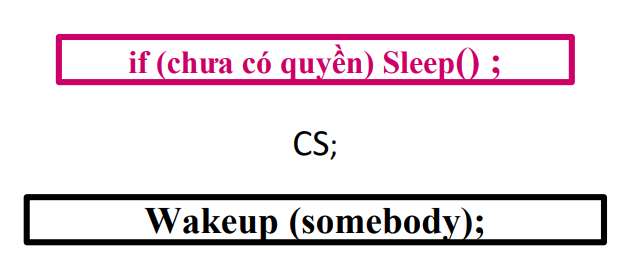 if (chưa có quyền) Sleep() ;
CS;
Wakeup (somebody);